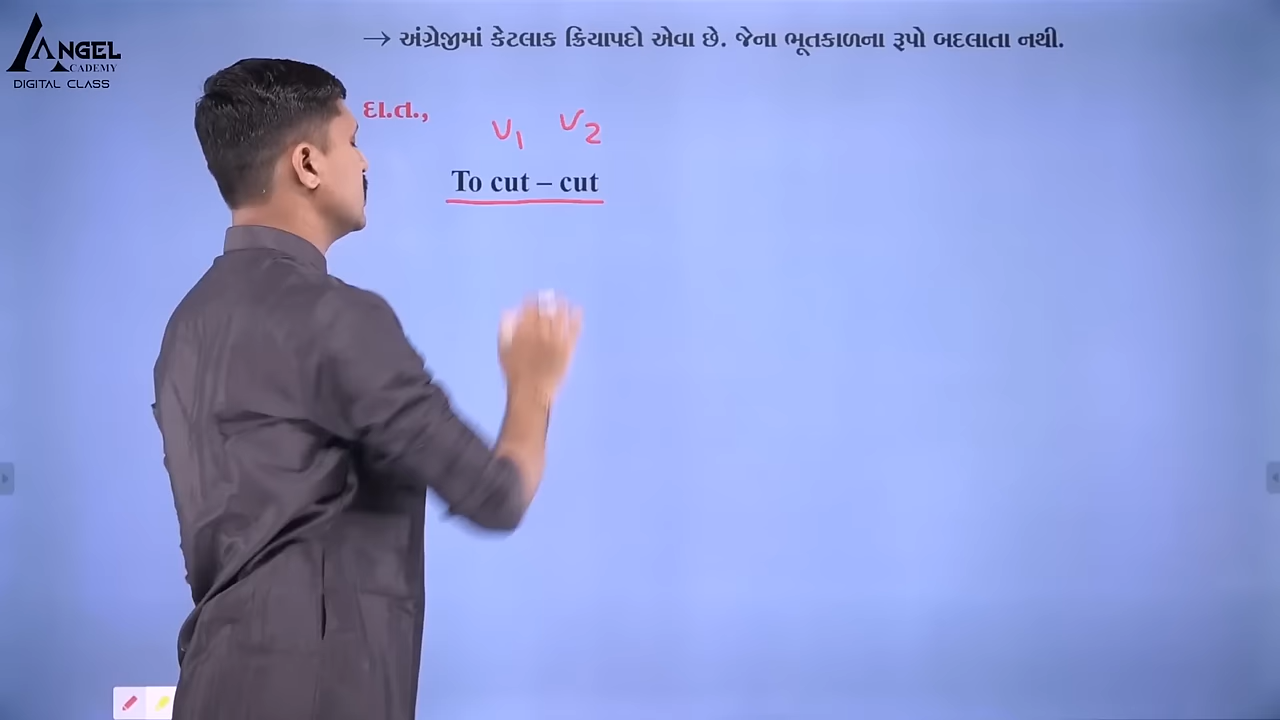 ANGEL
ACADEMY
DIGITAL CLASS
→ અંગ્રેજીમાં કેટલાક ક્રિયાપદો એવા છે. જેના ભૂતકાળના રૂપો બદલાતા નથી.
દા.ત.,
V1 V2
To cut – cut